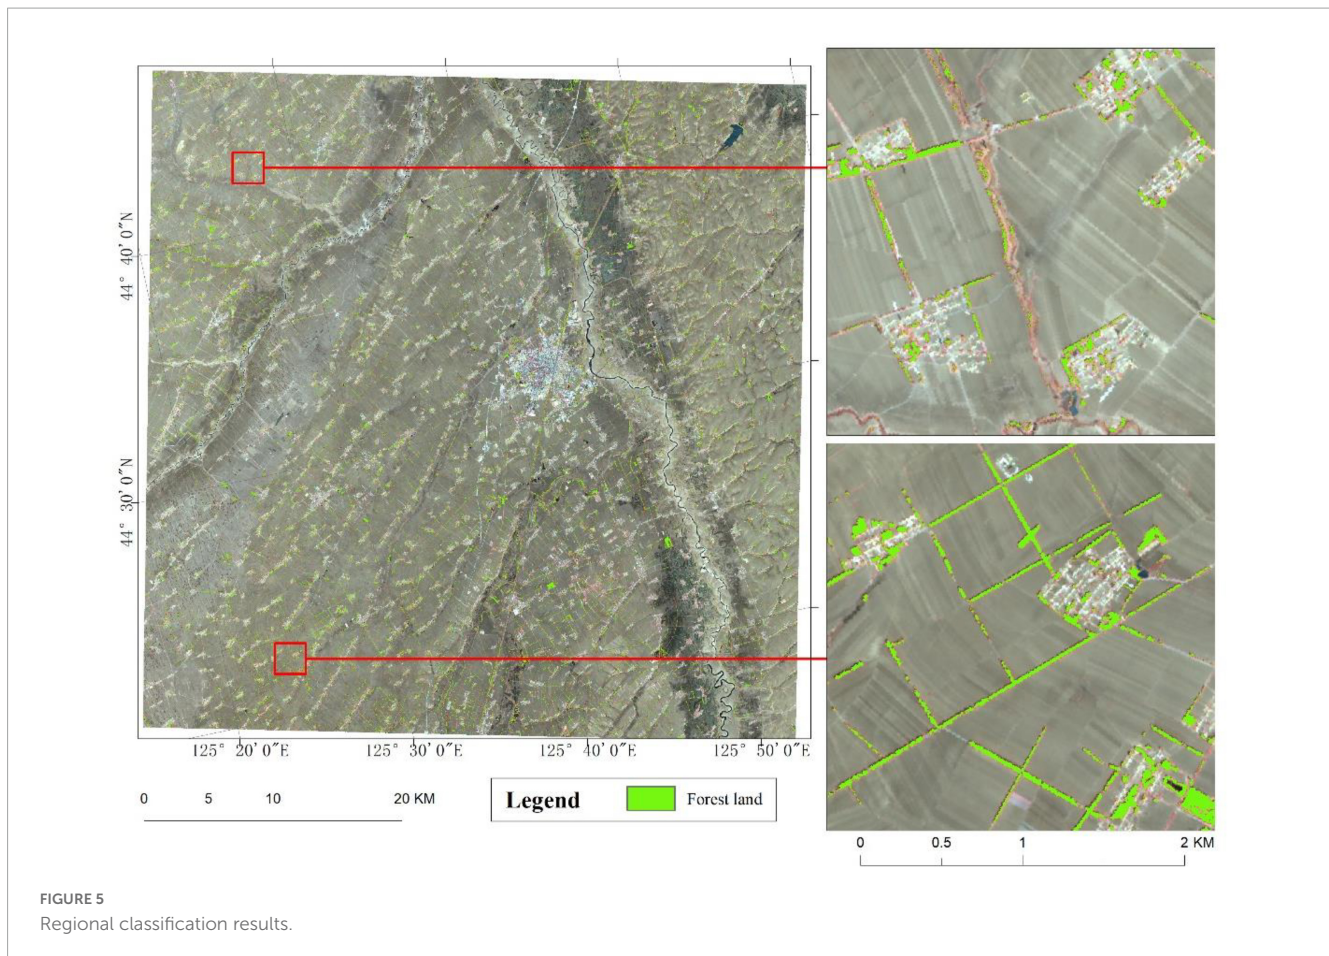 44° 40′ 0″N
44° 30′ 0″N
125° 20′ 0″E 125° 30′ 0″E 125° 40′ 0″E 125° 50′ 0″E
0 5 10 20 KM
Legend Forest land
0 0.5 1 2 KM
FIGURE 5
Regional classification results.